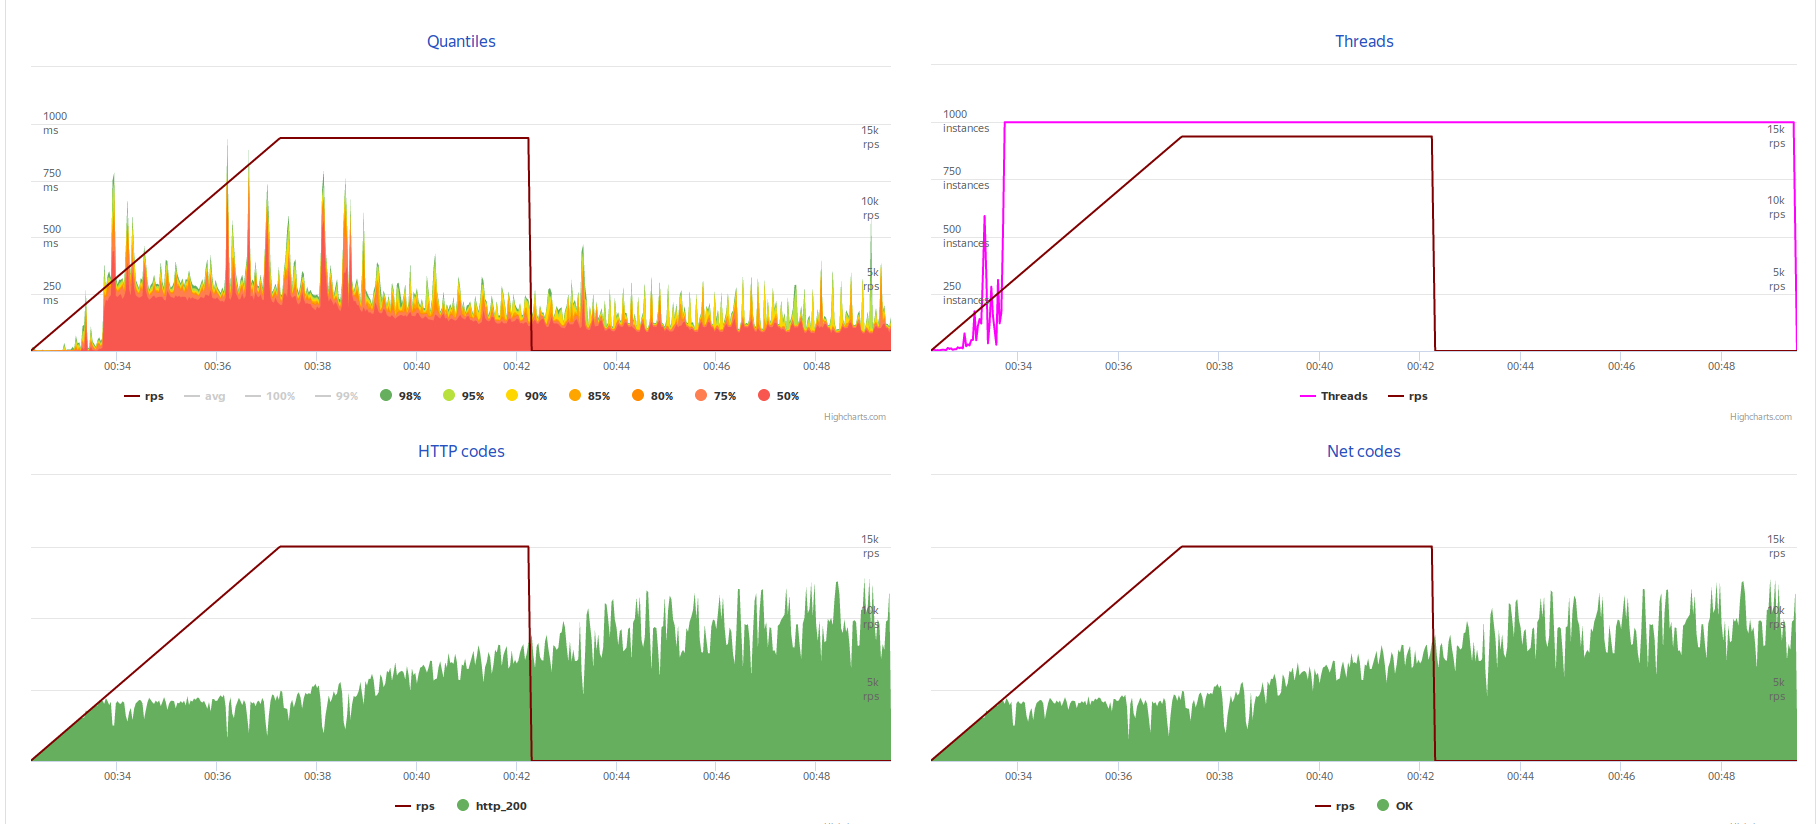 Quantiles
1000
ms
750
ms
500
ms
250
ms
15k
rps
10k
rps
5k
rps
00:34 00:36 00:38 00:40 00:42 00:44 00:46 00:48
rps avg 100% 99% 98% 95% 90% 85% 80% 75% 50%
Highcharts.com
Threads
1000
instances
750
instances
500
instances
250
instances
15k
rps
10k
rps
5k
rps
00:34 00:36 00:38 00:40 00:42 00:44 00:46 00:48
Threads rps
Highcharts.com
HTTP codes
15k
rps
10k
rps
5k
rps
00:34 00:36 00:38 00:40 00:42 00:44 00:46 00:48
rps http_200
Net codes
15k
rps
10k
rps
5k
rps
00:34 00:36 00:38 00:40 00:42 00:44 00:46 00:48
rps OK